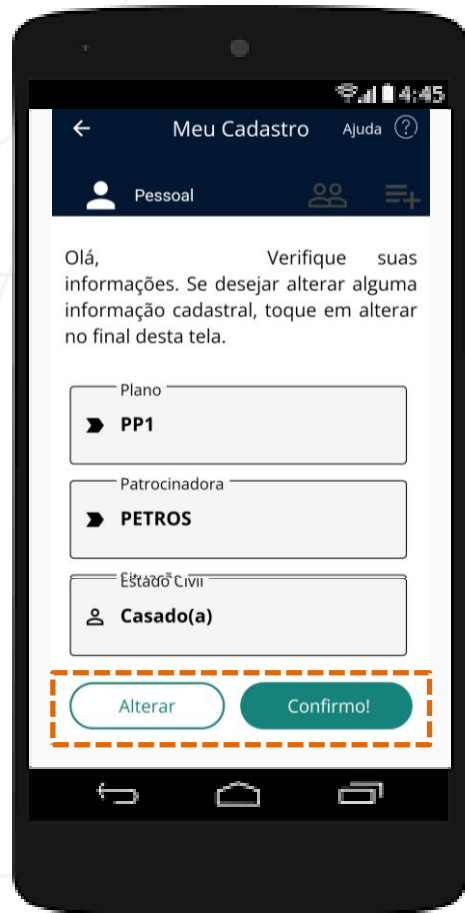 4:45
Meu Cadastro Ajuda ?
Pessoal
Olá, Verifique suas
informações. Se desejar alterar alguma
informação cadastral, toque em alterar
no final desta tela.
Plano
PP1
Patrocinadora
PETROS
Estado Civil
Casado(a)
Alterar Confirmo!